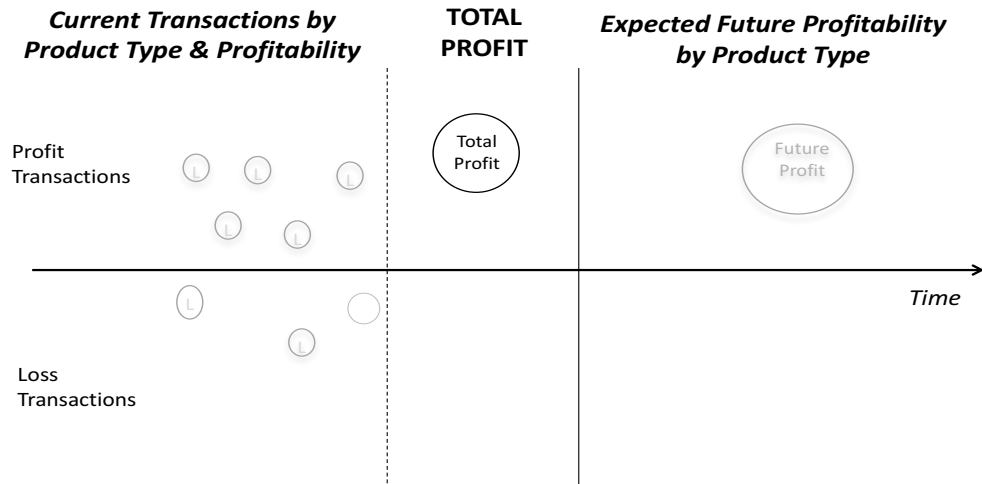 Current Transactions by
Product Type & Profitability
TOTAL
PROFIT
Expected Future Profitability
by Product Type
Profit
Transactions
L
L
L
L
L
Total
Profit
Future
Profit
Time
L
L
Loss
Transactions